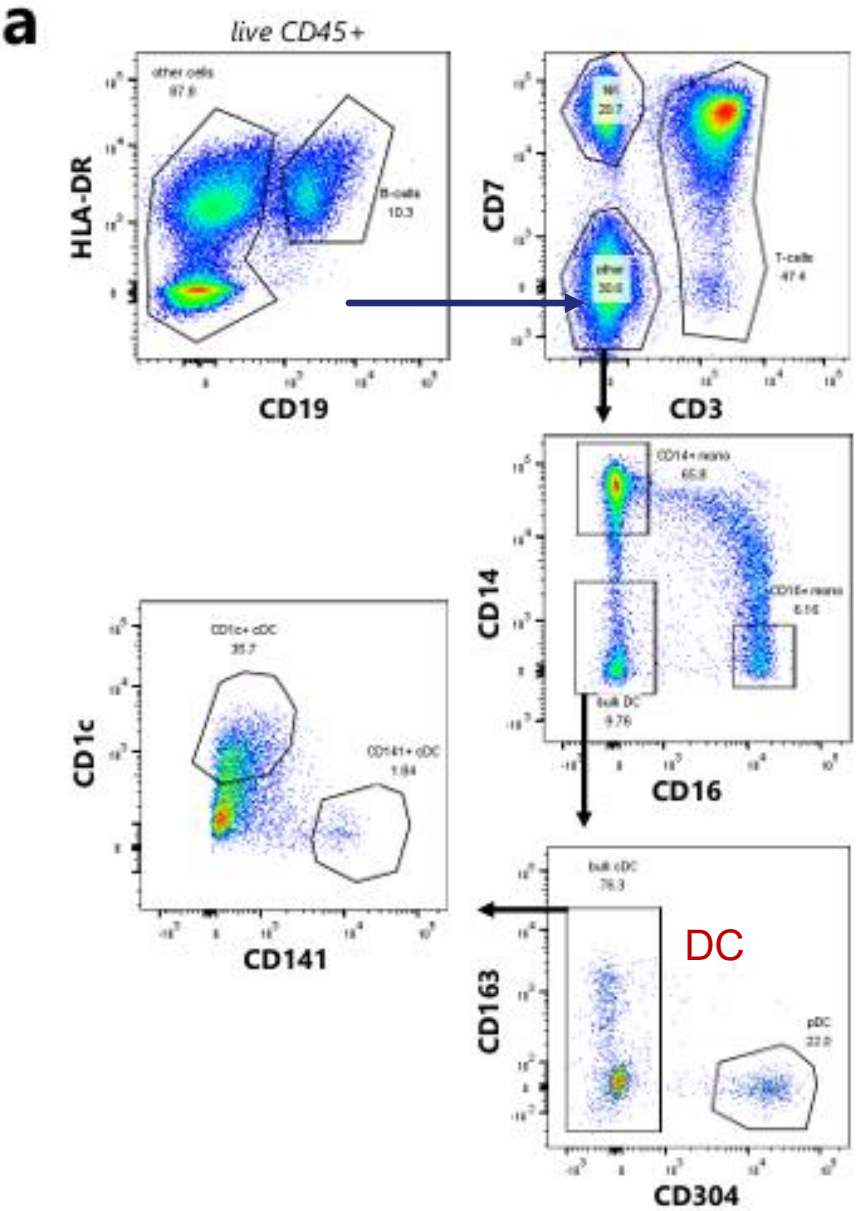 a
live CD45+
other cells
87.8
B-cells
10.3
HLA-DR
CD19
NK
20.7
other
30.6
T-cells
47.4
CD7
CD3
CD14+ mono
65.8
CD16+ mono
6.16
bulk DC
9.76
CD14
CD16
CD1c+ cDC
35.7
CD141+ cDC
1.84
CD1c
CD141
bulk cDC
76.3
DC
pDC
22.0
CD163
CD304